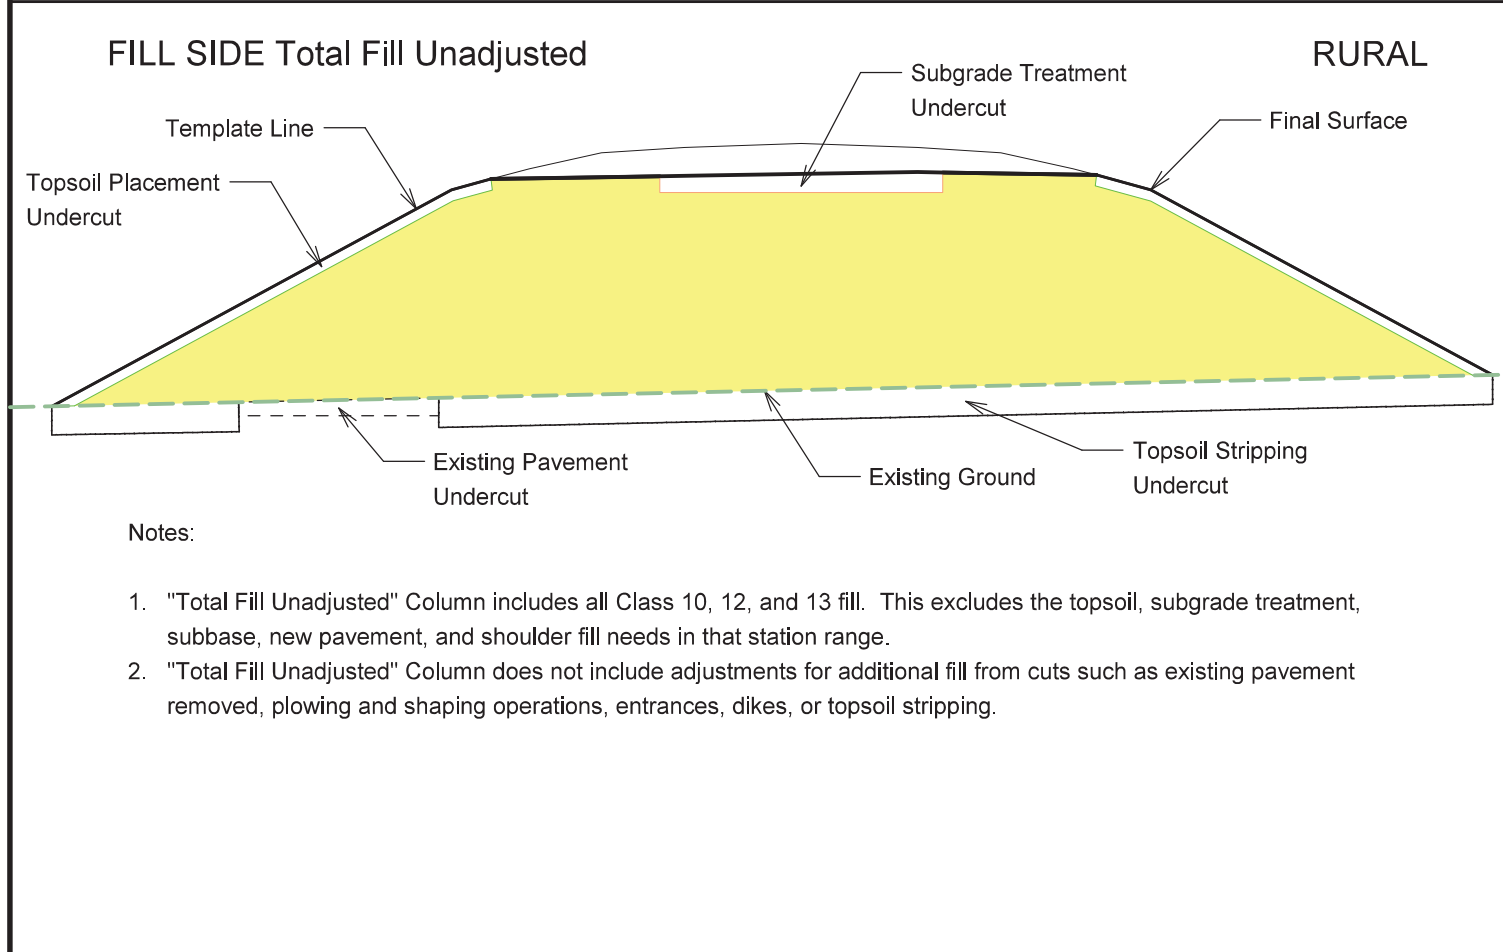 FILL SIDE Total Fill Unadjusted
RURAL
Subgrade Treatment
Undercut
Template Line
Final Surface
Topsoil Placement
Undercut
Existing Pavement
Undercut
Existing Ground
Topsoil Stripping
Undercut
Notes:
1. "Total Fill Unadjusted" Column includes all Class 10, 12, and 13 fill. This excludes the topsoil, subgrade treatment,
subbase, new pavement, and shoulder fill needs in that station range.
2. "Total Fill Unadjusted" Column does not include adjustments for additional fill from cuts such as existing pavement
removed, plowing and shaping operations, entrances, dikes, or topsoil stripping.